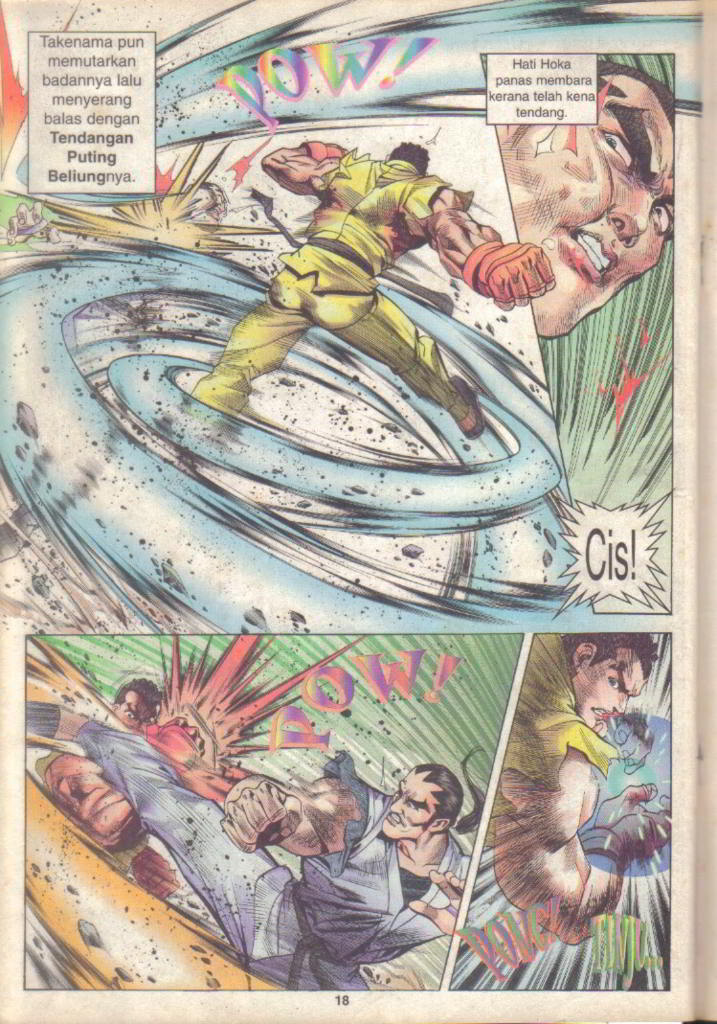 Takenama pun
memutarkan
badannya lalu
menyerang
balas dengan
Tendangan
Puting
Beliungnya.
POW!
Hati Hoka
panas membara
kerana telah kena
tendang.
Cis!
POW!
18